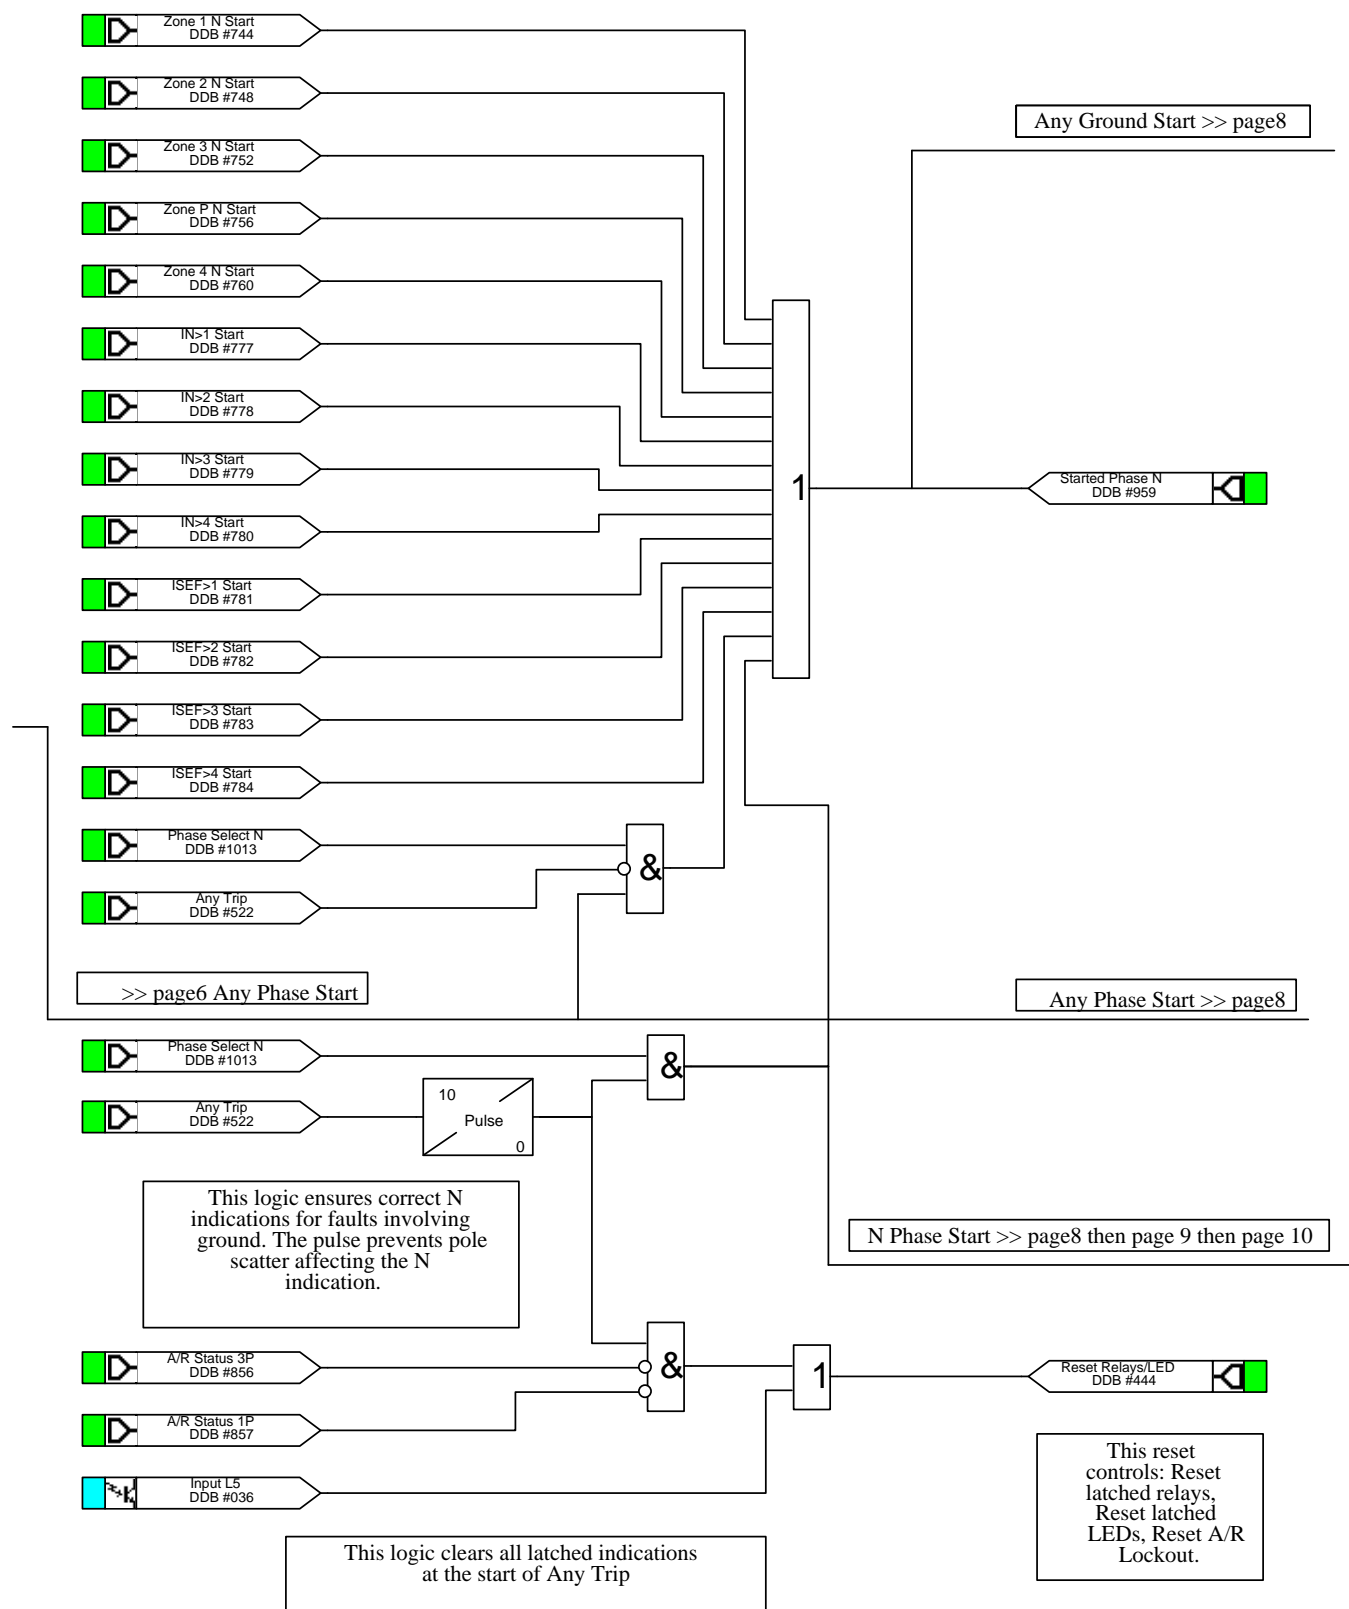 Zone 1 N Start
DDB #744
Zone 2 N Start
DDB #748
Any Ground Start >> page8
Zone 3 N Start
DDB #752
Zone P N Start
DDB #756
Zone 4 N Start
DDB #760
IN>1 Start
DDB #777
IN>2 Start
DDB #778
IN>3 Start
DDB #779
1
Started Phase N
DDB #959
IN>4 Start
DDB #780
ISEF>1 Start
DDB #781
ISEF>2 Start
DDB #782
ISEF>3 Start
DDB #783
ISEF>4 Start
DDB #784
Phase Select N
DDB #1013
&
Any Trip
DDB #522
>> page6 Any Phase Start
Any Phase Start >> page8
Phase Select N
DDB #1013
&
Any Trip
DDB #522
10
Pulse
0
This logic ensures correct N
indications for faults involving
ground. The pulse prevents pole
scatter affecting the N
indication.
N Phase Start >> page8 then page 9 then page 10
A/R Status 3P
DDB #856
&
1
Reset Relays/LED
DDB #444
A/R Status 1P
DDB #857
Input L5
DDB #036
This reset
controls: Reset
latched relays,
Reset latched
LEDs, Reset A/R
Lockout.
This logic clears all latched indications
at the start of Any Trip